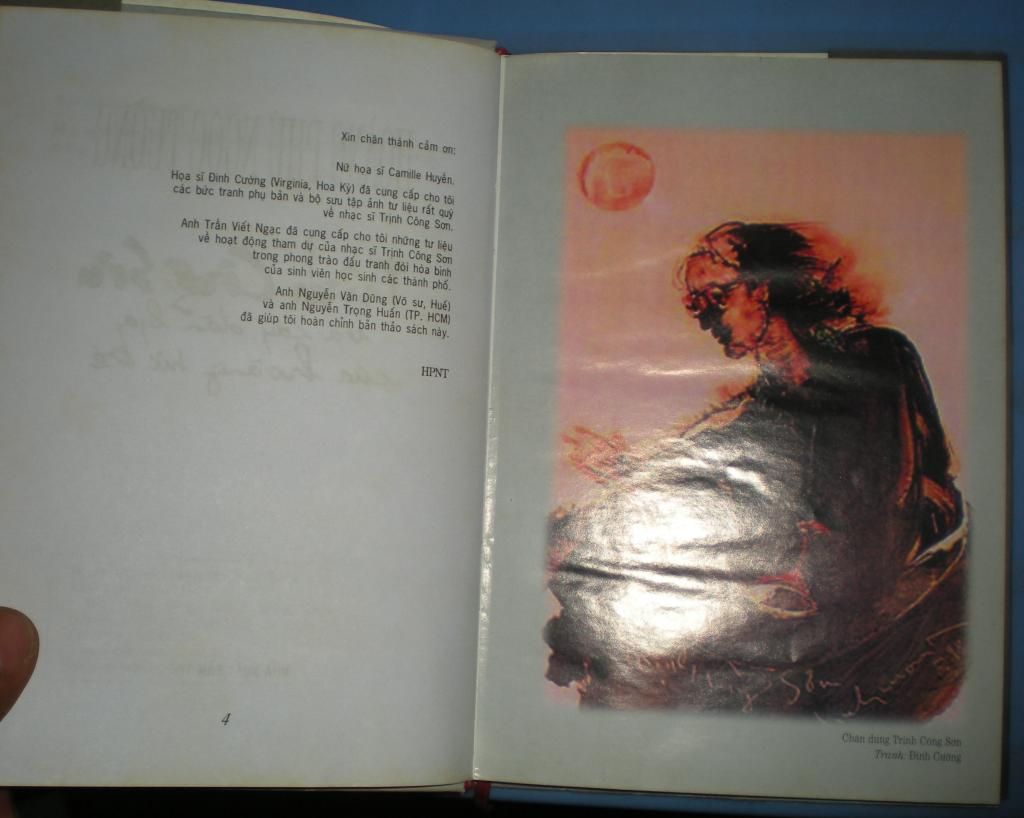 Xin chân thành cảm ơn:
Nữ họa sĩ Camille Huyền.
Họa sĩ Đinh Cường (Virginia, Hoa Kỳ) đã cung cấp cho tôi
các bức tranh phụ bản và bộ sưu tập ảnh tư liệu rất quý
về nhạc sĩ Trịnh Công Sơn.
Anh Trần Viết Ngạc đã cung cấp cho tôi những tư liệu
về hoạt động tham dự của nhạc sĩ Trịnh Công Sơn
trong phong trào đấu tranh đòi hòa bình
của sinh viên học sinh các thành phố.
Anh Nguyễn Văn Dũng (Võ sư, Huế)
và anh Nguyễn Trọng Huấn (TP. HCM)
đã giúp tôi hoàn chỉnh bản thảo sách này.
HPNT
4
Sơn
Chân dung Trịnh Công Sơn
Tranh: Đinh Cường